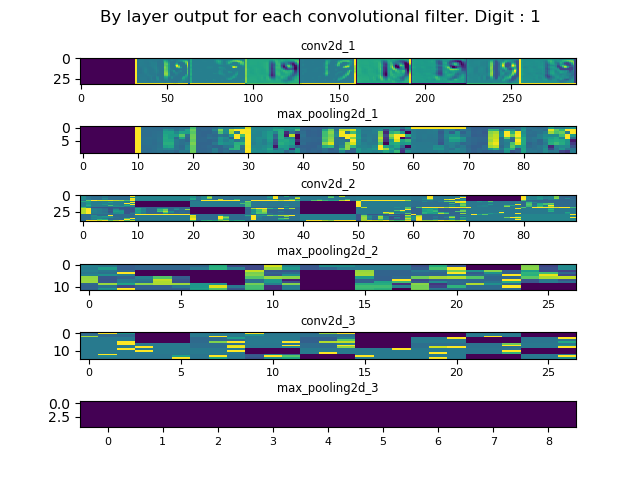 By layer output for each convolutional filter. Digit : 1
conv2d_1
0
25
0 50 100 150 200 250
max_pooling2d_1
0
5
0 10 20 30 40 50 60 70 80
conv2d_2
0
25
0 10 20 30 40 50 60 70 80
max_pooling2d_2
0
10
0 5 10 15 20 25
conv2d_3
0
10
0 5 10 15 20 25
max_pooling2d_3
0.0
2.5
0 1 2 3 4 5 6 7 8